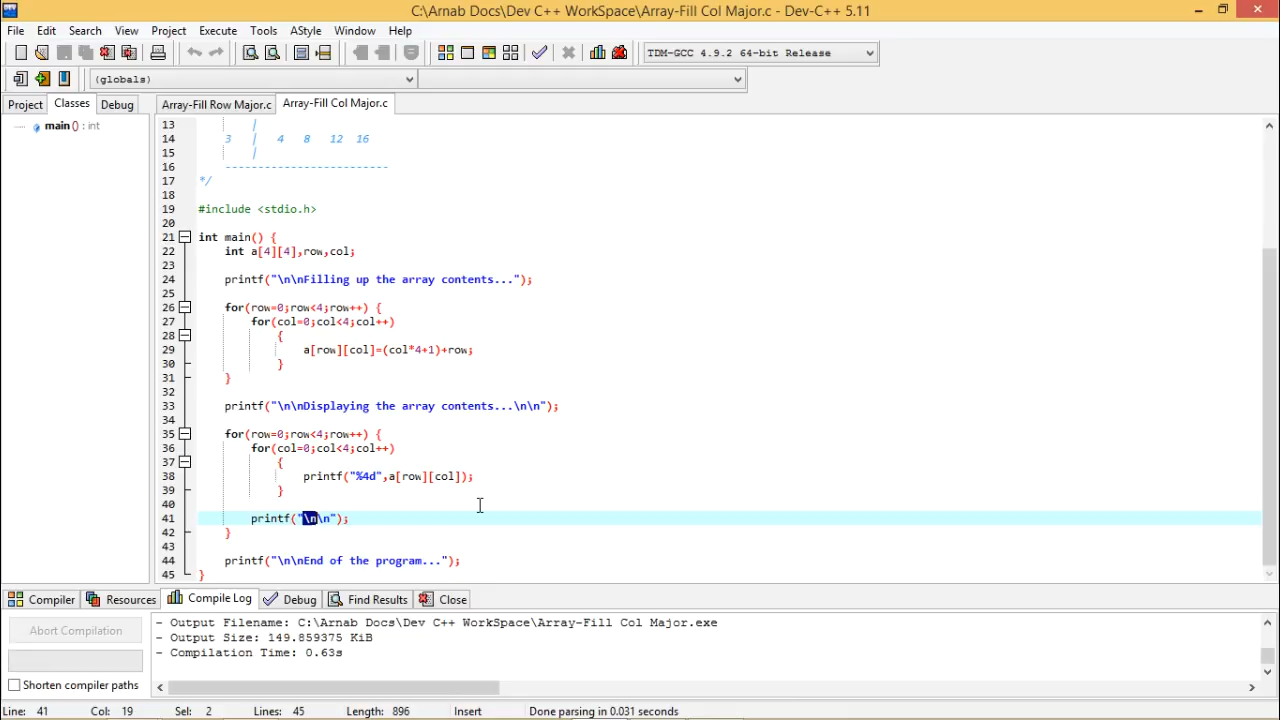 C:\Arnab Docs\Dev C++ WorkSpace\Array-Fill Col Major.c - Dev-C++ 5.11
File Edit Search View Project Execute Tools AStyle Window Help
TDM-GCC 4.9.2 64-bit Release
(globals)
Project Classes Debug Array-Fill Row Major.c Array-Fill Col Major.c
main () : int
13 |
14 3 | 4 8 12 16
15 |
16 -------------------------
17 */
18
19 #include <stdio.h>
20
21 int main() {
22 int a[4][4],row,col;
23
24 printf("\n\nFilling up the array contents...");
25
26 for(row=0;row<4;row++) {
27 for(col=0;col<4;col++)
28 {
29 a[row][col]=(col*4+1)+row;
30 }
31 }
32
33 printf("\n\nDisplaying the array contents...\n\n");
34
35 for(row=0;row<4;row++) {
36 for(col=0;col<4;col++)
37 {
38 printf("%4d",a[row][col]);
39 }
40
41 printf("\n\n");
42 }
43
44 printf("\n\nEnd of the program...");
45 }
Compiler Resources Compile Log Debug Find Results Close
Abort Compilation
Shorten compiler paths
- Output Filename: C:\Arnab Docs\Dev C++ WorkSpace\Array-Fill Col Major.exe
- Output Size: 149.859375 KiB
- Compilation Time: 0.63s
Line: 41 Col: 19 Sel: 2 Lines: 45 Length: 896 Insert Done parsing in 0.031 seconds